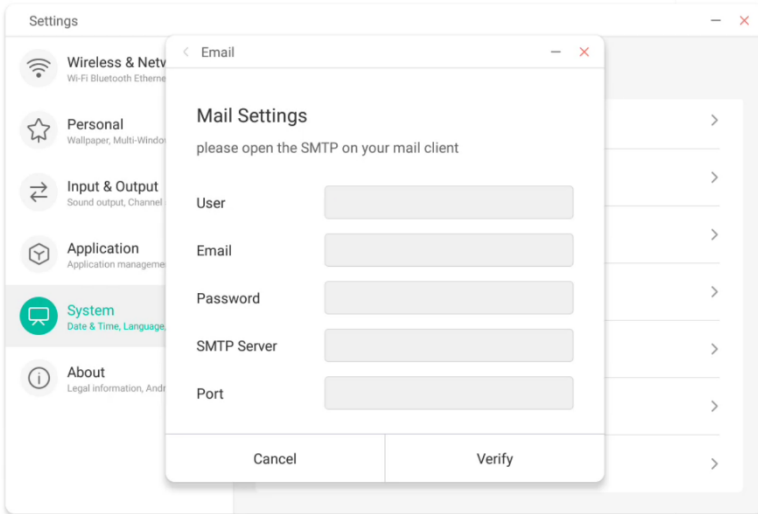 Settings
Wireless & Netv
Wi-Fi Bluetooth Etherne
Personal
Wallpaper, Multi-Windo
Input & Output
Sound output, Channel
Application
Application manageme
System
Date & Time, Language,
About
Legal information, Andr
Email
Mail Settings
please open the SMTP on your mail client
User
Email
Password
SMTP Server
Port
Cancel
Verify